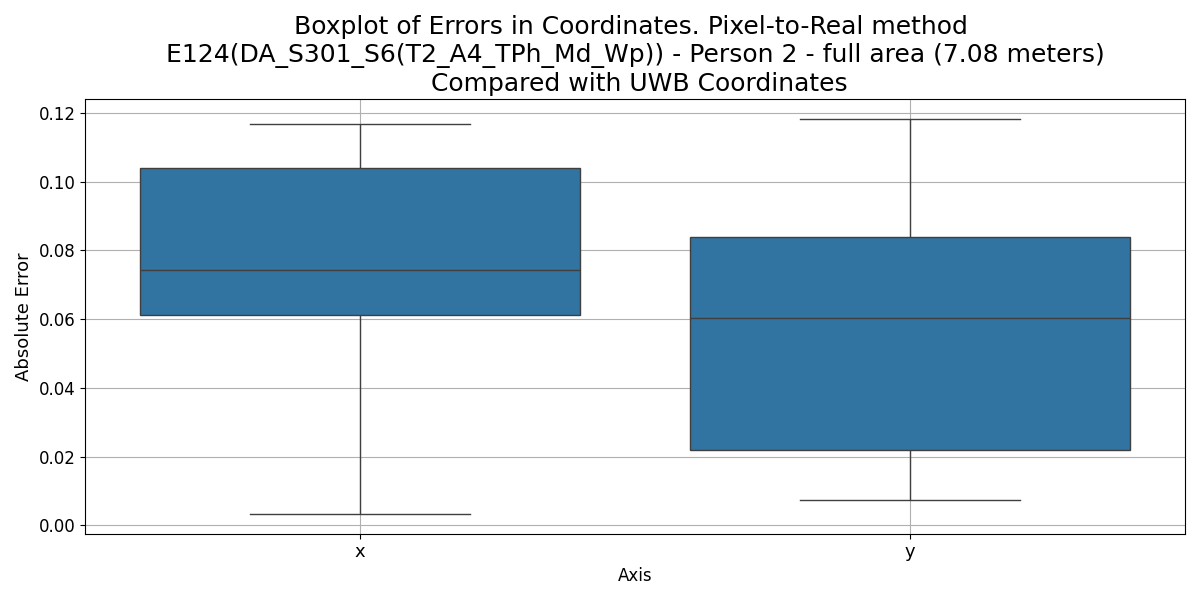 Boxplot of Errors in Coordinates. Pixel-to-Real method
E124(DA_S301_S6(T2_A4_TPh_Md_Wp)) - Person 2 - full area (7.08 meters)
Compared with UWB Coordinates
Absolute Error
0.12
0.10
0.08
0.06
0.04
0.02
0.00
x
y
Axis